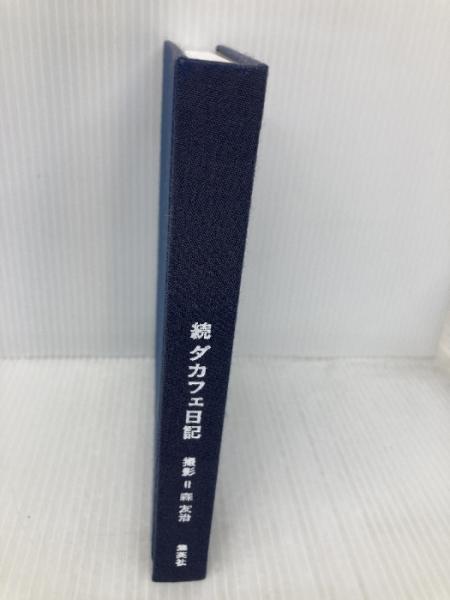 続 ダカフェ日記
撮影=森 友治
集英社